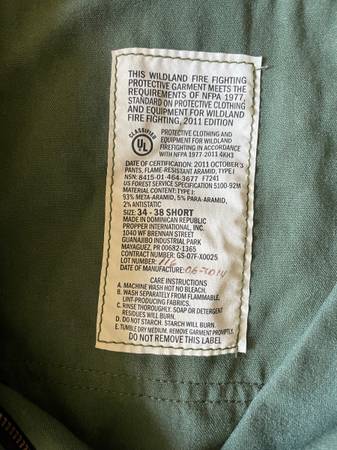 THIS WILDLAND FIRE FIGHTING
PROTECTIVE GARMENT MEETS THE
REQUIREMENTS OF NFPA 1977,
STANDARD ON PROTECTIVE CLOTHING
AND EQUIPMENT FOR WILDLAND
FIRE FIGHTING, 2011 EDITION
CLASSIFIED
UL
PROTECTIVE CLOTHING AND
EQUIPMENT FOR WILDLAND
FIREFIGHTING IN ACCORDANCE
WITH NFPA 1977-2011 4KH3
DATE OF CERTIFICATION: 2011 OCTOBER 3
PANTS, FLAME-RESISTANT ARAMID, TYPE I
NSN: 8415-01-464-3677 F7241
US FOREST SERVICE SPECIFICATION 5100-92M
MATERIAL CONTENT: TYPE I:
93% META-ARAMID, 5% PARA-ARAMID,
2% ANTISTATIC
SIZE: 34 - 38 SHORT
MADE IN DOMINICAN REPUBLIC
PROPPER INTERNATIONAL, INC.
1040 WF BRENNAN STREET
GUANAJIBO INDUSTRIAL PARK
MAYAGUEZ, PR 00682-1365
CONTRACT NUMBER: GS-07F-X0025
LOT NUMBER: 118
DATE OF MANUFACTURE: 06-2014
CARE INSTRUCTIONS
A. MACHINE WASH HOT NO BLEACH.
B. WASH SEPARATELY FROM FLAMMABLE,
LINT-PRODUCING FABRICS.
C. RINSE THOROUGHLY. SOAP OR DETERGENT
RESIDUES WILL BURN.
D. DO NOT STARCH. STARCH WILL BURN.
E. TUMBLE DRY MEDIUM. REMOVE GARMENT PROMPTLY.
DO NOT REMOVE THIS LABEL